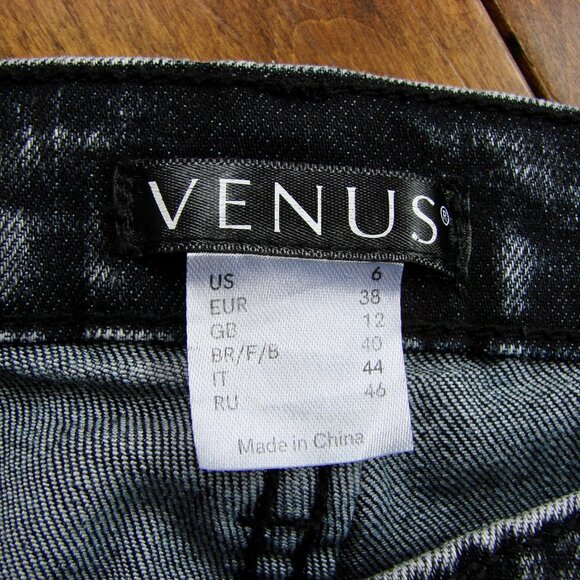 VENUS®
US 6
EUR 38
GB 12
BR/F/B 40
IT 44
RU 46
Made in China